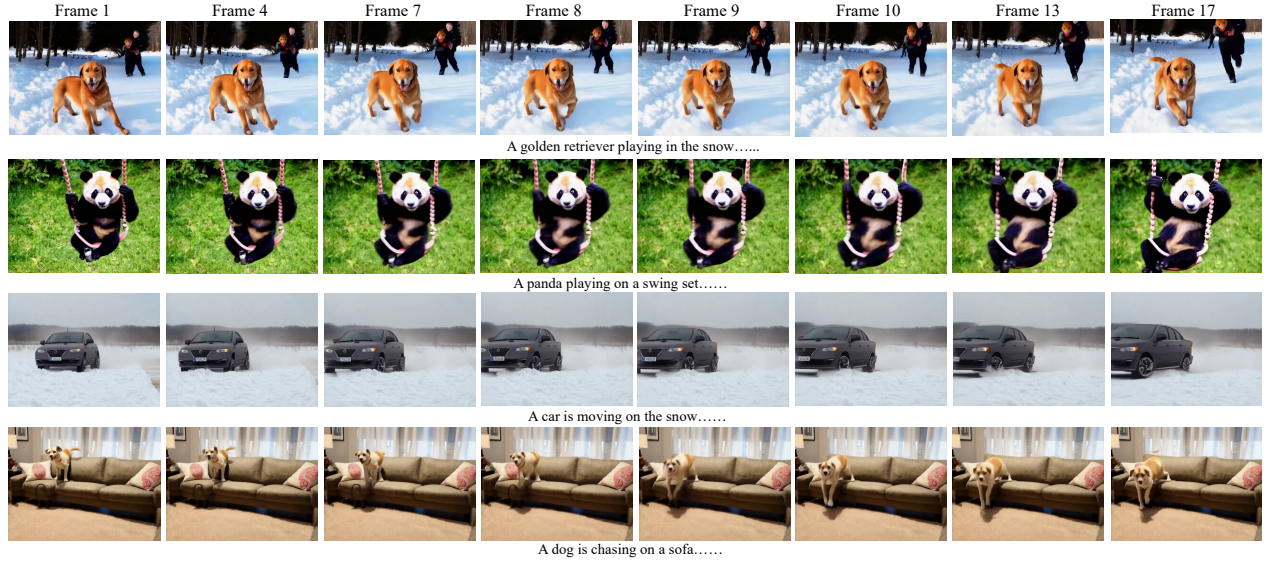 Frame 1 Frame 4 Frame 7 Frame 8 Frame 9 Frame 10 Frame 13 Frame 17
A golden retriever playing in the snow…...
A panda playing on a swing set……
A car is moving on the snow……
A dog is chasing on a sofa……